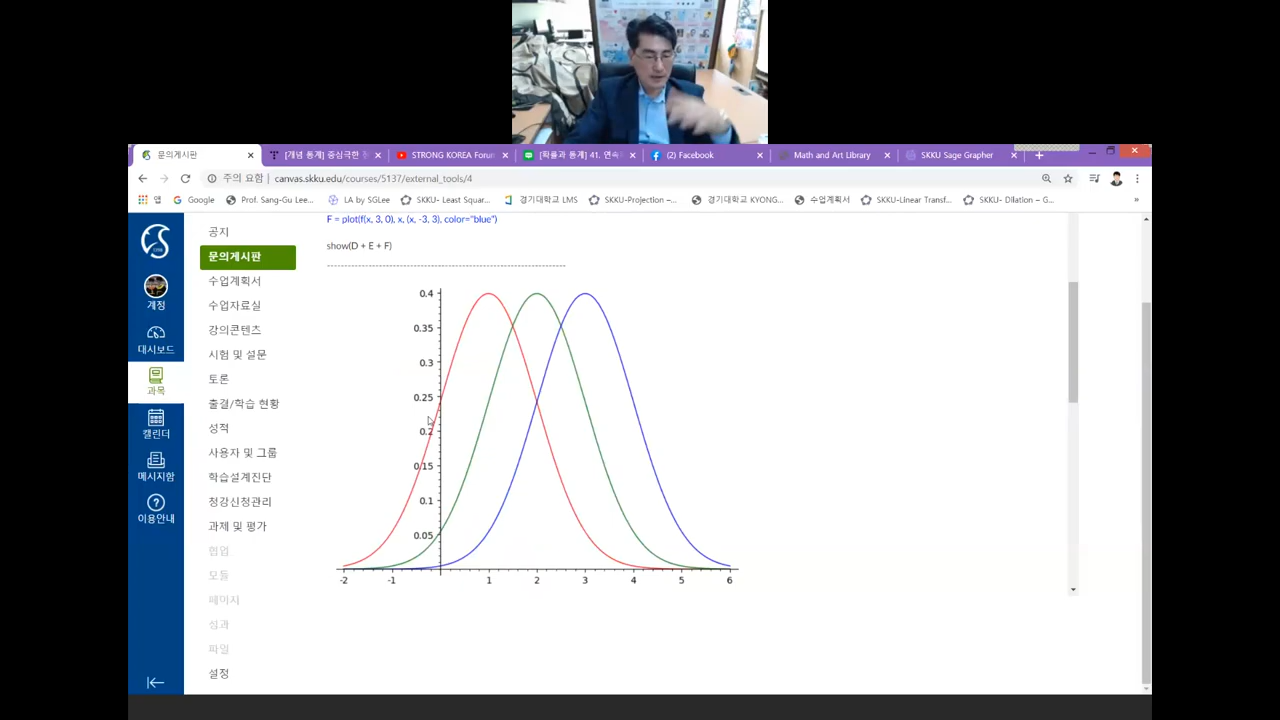 문의게시판
[개념 통계] 중심극한
STRONG KOREA Forum
[확률과 통계] 41. 연속
(2) Facebook
Math and Art Library
SKKU Sage Grapher
주의 요함
canvas.skku.edu/courses/5137/external_tools/4
앱
Google
Prof. Sang-Gu Lee...
LA by SGLee
SKKU- Least Squar...
경기대학교 LMS
SKKU-Projection –...
경기대학교 KYONG...
수업계획서
SKKU-Linear Transf...
SKKU- Dilation – G...
»
계정
대시보드
과목
캘린더
메시지함
이용안내
공지
문의게시판
수업계획서
수업자료실
강의콘텐츠
시험 및 설문
토론
출결/학습 현황
성적
사용자 및 그룹
학습설계진단
청강신청관리
과제 및 평가
협업
모듈
페이지
성과
파일
설정
F = plot(f(x, 3, 0), x, (x, -3, 3), color="blue")
show(D + E + F)
--------------------------------------------------------------------
0.4
0.35
0.3
0.25
0.2
0.15
0.1
0.05
-2 -1 1 2 3 4 5 6